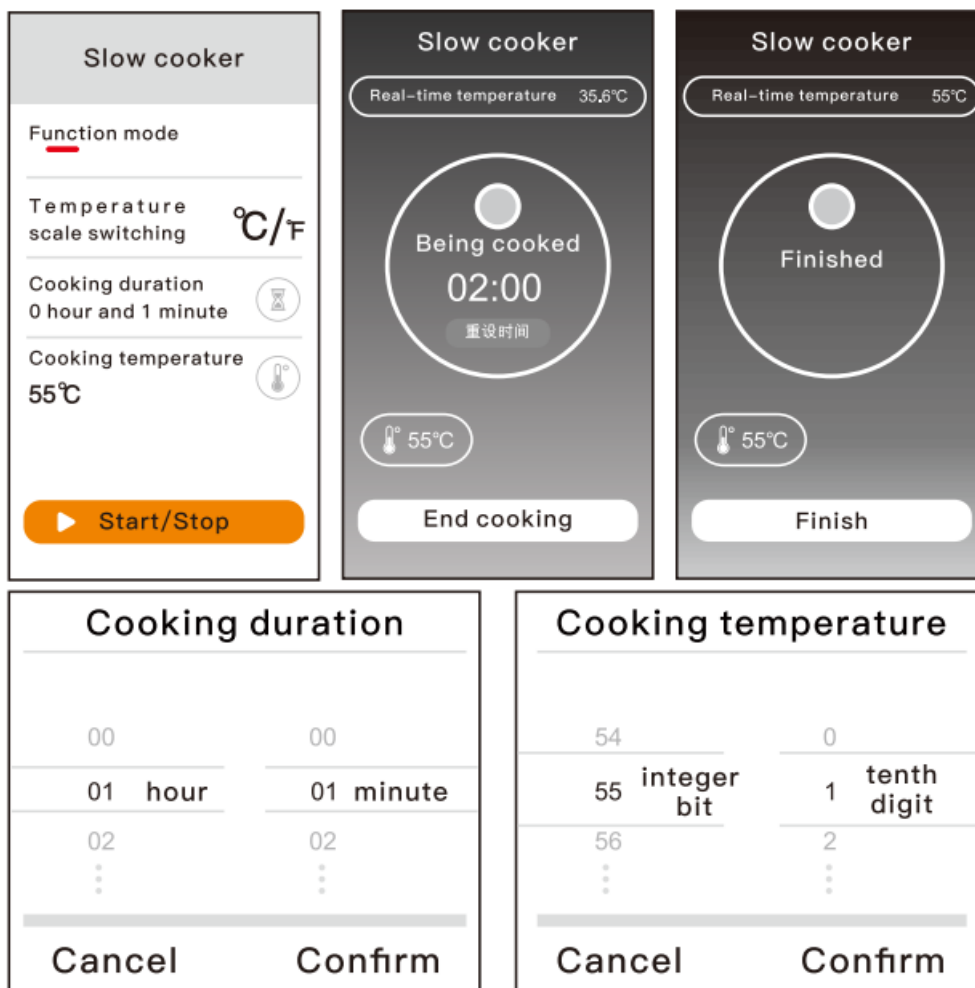 Slow cooker
Function mode
Temperature
scale switching ℃/℉
Cooking duration
0 hour and 1 minute
Cooking temperature
55℃
Start/Stop
Slow cooker
Real-time temperature 35.6℃
Being cooked
02:00
重设时间
55℃
End cooking
Slow cooker
Real-time temperature 55℃
Finished
55℃
Finish
Cooking duration
00 00
01 hour 01 minute
02 02
Cancel Confirm
Cooking temperature
54 0
55 integer bit 1 tenth digit
56 2
Cancel Confirm